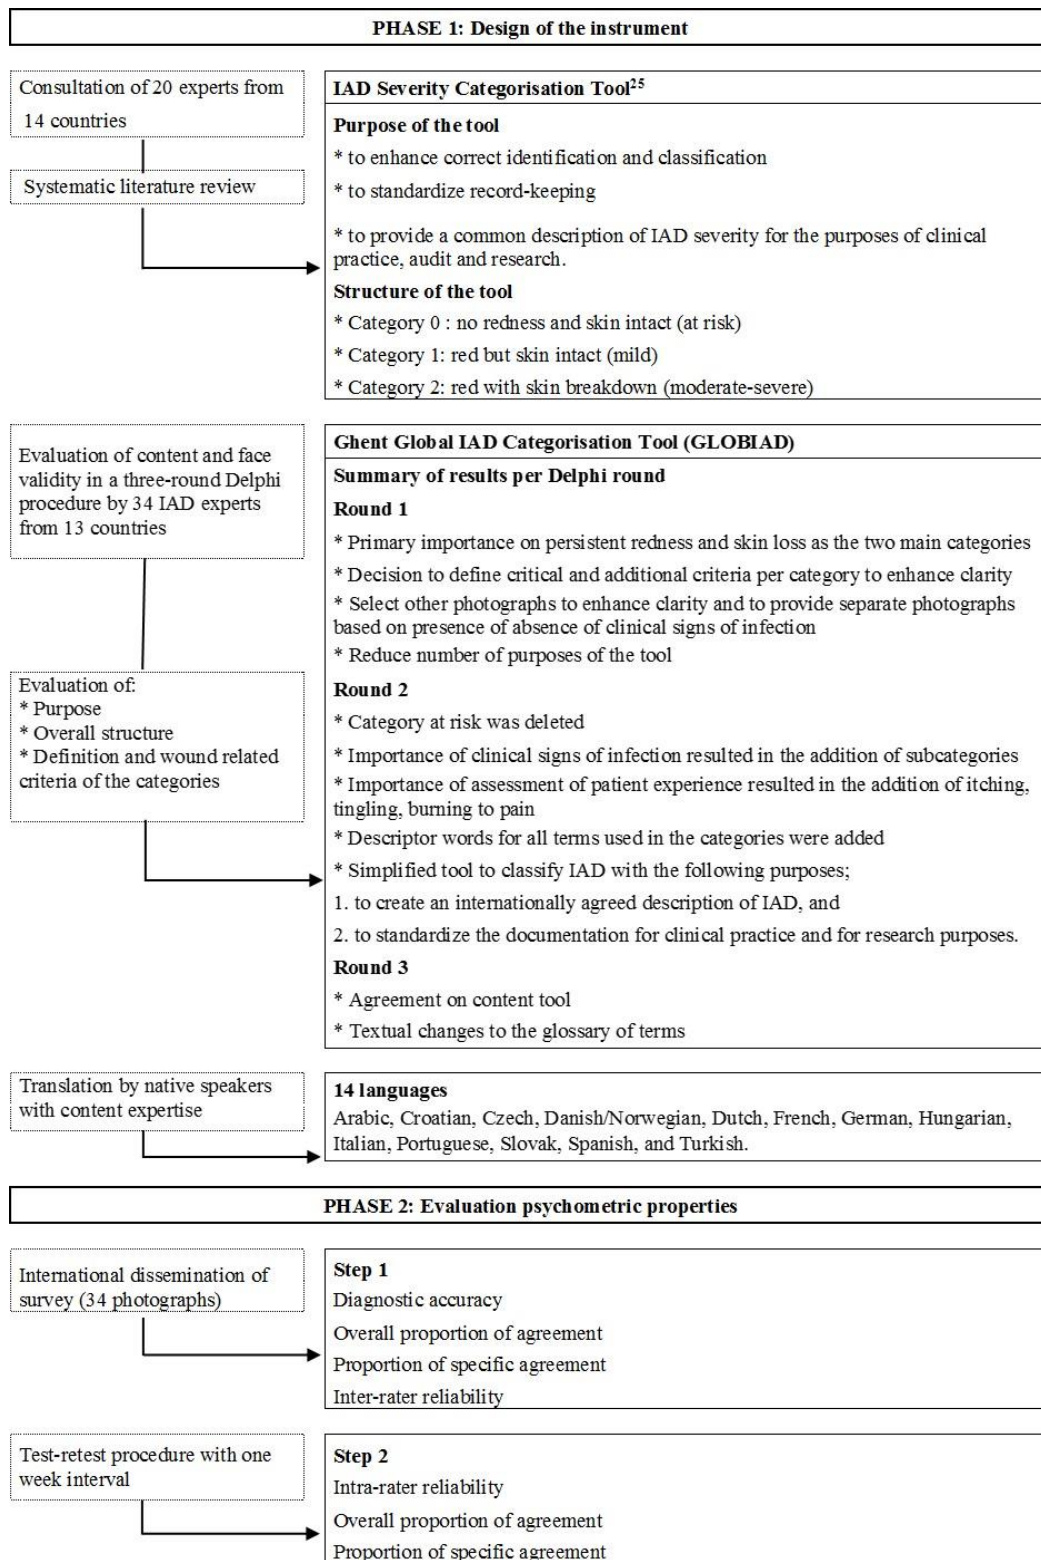 PHASE 1: Design of the instrument
Consultation of 20 experts from
14 countries
Systematic literature review
IAD Severity Categorisation Tool25
Purpose of the tool
* to enhance correct identification and classification
* to standardize record-keeping
* to provide a common description of IAD severity for the purposes of clinical
practice, audit and research.
Structure of the tool
* Category 0 : no redness and skin intact (at risk)
* Category 1: red but skin intact (mild)
* Category 2: red with skin breakdown (moderate-severe)
Evaluation of content and face
validity in a three-round Delphi
procedure by 34 IAD experts
from 13 countries
Evaluation of:
* Purpose
* Overall structure
* Definition and wound related
criteria of the categories
Ghent Global IAD Categorisation Tool (GLOBIAD)
Summary of results per Delphi round
Round 1
* Primary importance on persistent redness and skin loss as the two main categories
* Decision to define critical and additional criteria per category to enhance clarity
* Select other photographs to enhance clarity and to provide separate photographs
based on presence of absence of clinical signs of infection
* Reduce number of purposes of the tool
Round 2
* Category at risk was deleted
* Importance of clinical signs of infection resulted in the addition of subcategories
* Importance of assessment of patient experience resulted in the addition of itching,
tingling, burning to pain
* Descriptor words for all terms used in the categories were added
* Simplified tool to classify IAD with the following purposes;
1. to create an internationally agreed description of IAD, and
2. to standardize the documentation for clinical practice and for research purposes.
Round 3
* Agreement on content tool
* Textual changes to the glossary of terms
Translation by native speakers
with content expertise
14 languages
Arabic, Croatian, Czech, Danish/Norwegian, Dutch, French, German, Hungarian,
Italian, Portuguese, Slovak, Spanish, and Turkish.
PHASE 2: Evaluation psychometric properties
International dissemination of
survey (34 photographs)
Step 1
Diagnostic accuracy
Overall proportion of agreement
Proportion of specific agreement
Inter-rater reliability
Test-retest procedure with one
week interval
Step 2
Intra-rater reliability
Overall proportion of agreement
Proportion of specific agreement